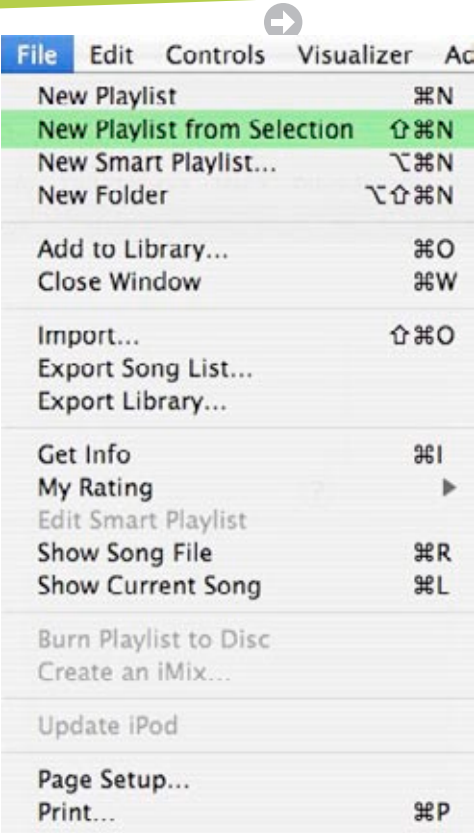 File Edit Controls Visualizer Ad
New Playlist ⌘N
New Playlist from Selection ⇧⌘N
New Smart Playlist... ⌥⌘N
New Folder ⌥⇧⌘N
Add to Library... ⌘O
Close Window ⌘W
Import... ⇧⌘O
Export Song List...
Export Library...
Get Info ⌘I
My Rating
Edit Smart Playlist
Show Song File ⌘R
Show Current Song ⌘L
Burn Playlist to Disc
Create an iMix...
Update iPod
Page Setup...
Print... ⌘P